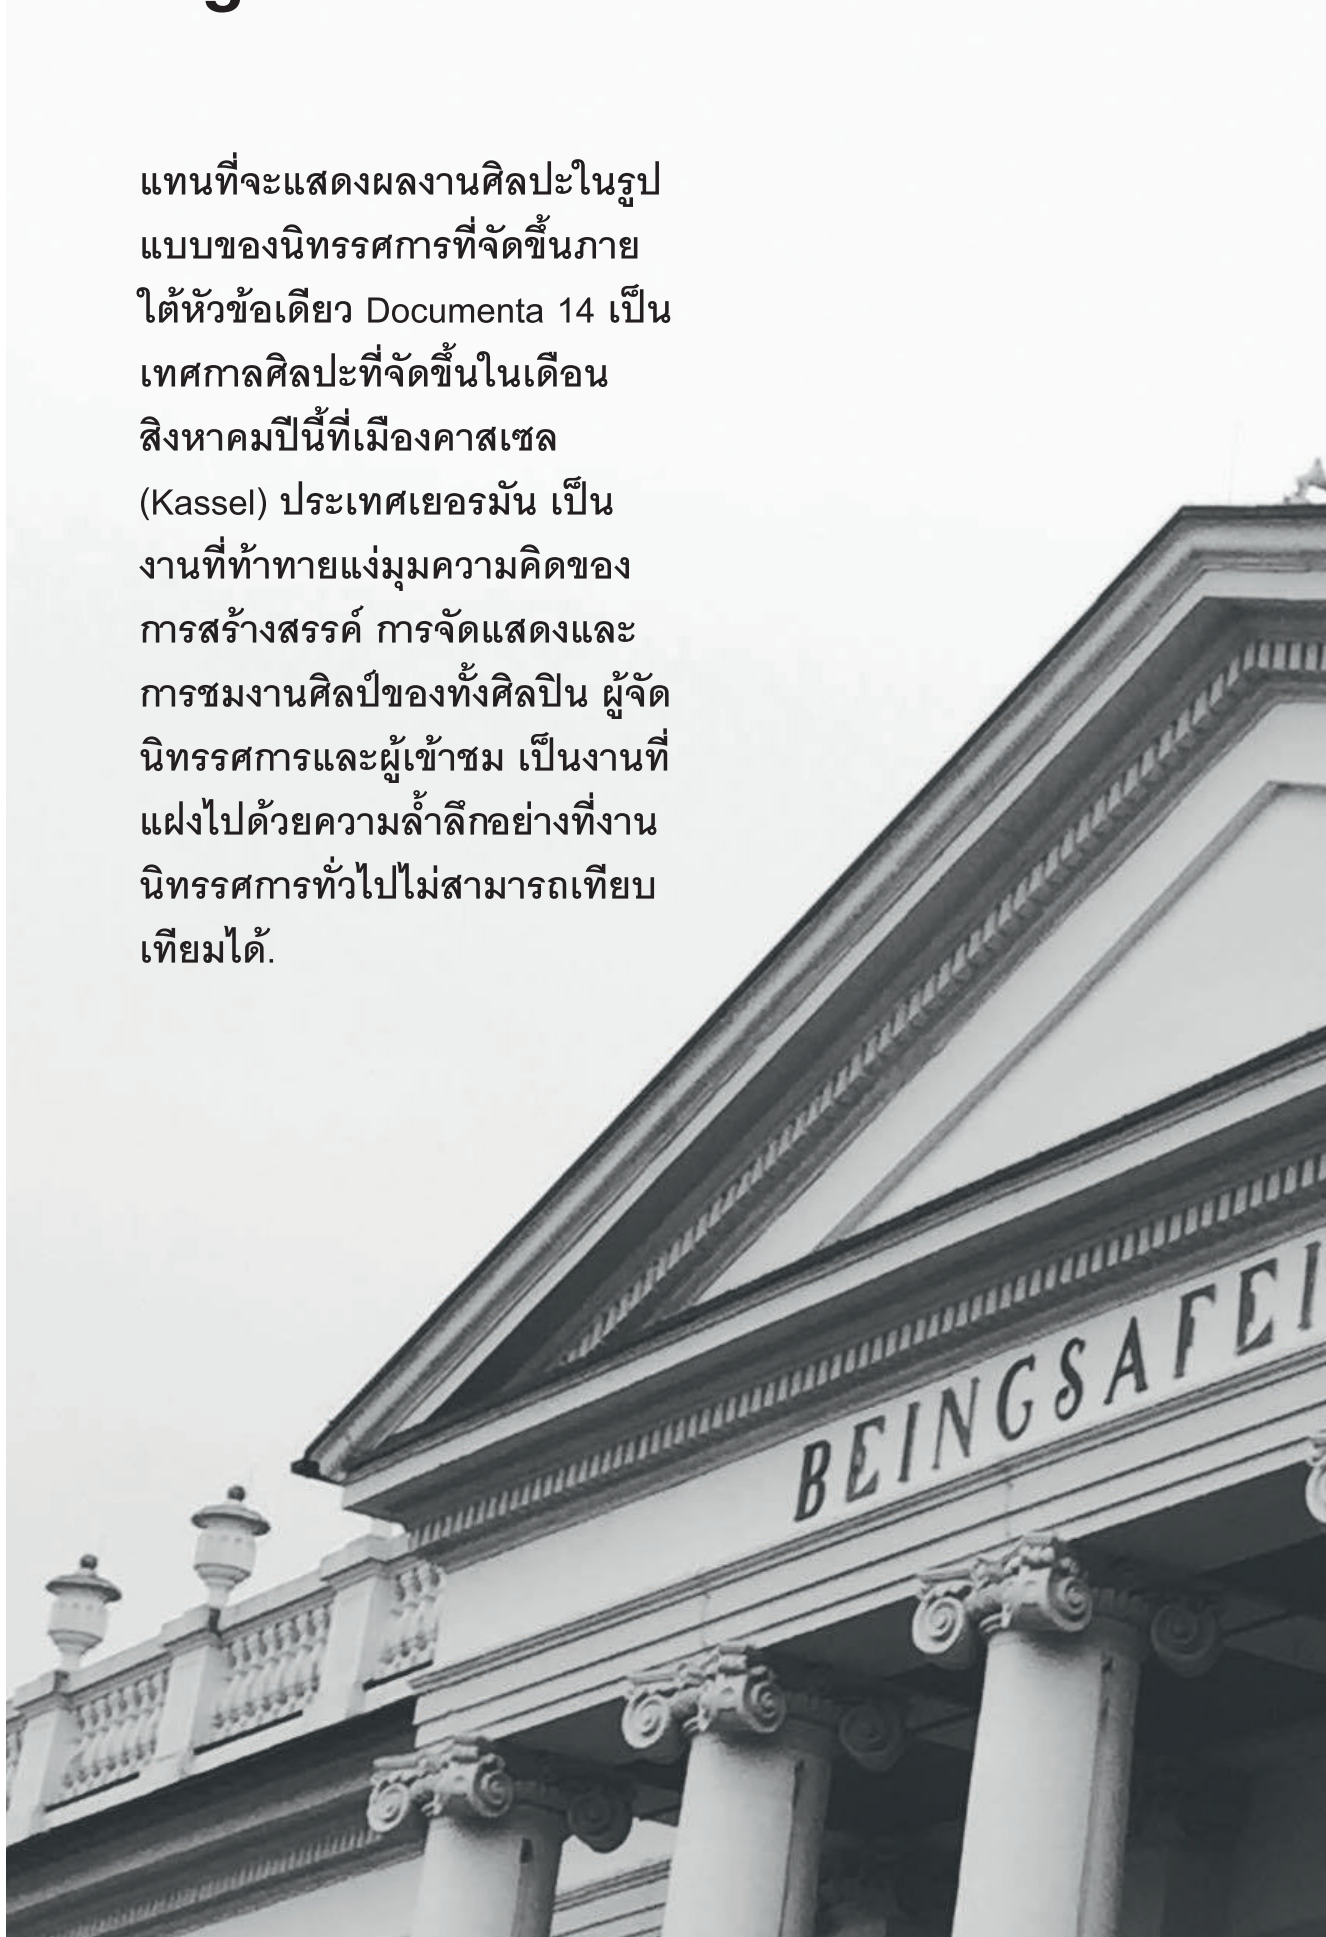 แทนที่จะแสดงผลงานศิลปะในรูป
แบบของนิทรรศการที่จัดขึ้นภาย
ใต้หัวข้อเดียว Documenta 14 เป็น
เทศกาลศิลปะที่จัดขึ้นในเดือน
สิงหาคมปีนี้ที่เมืองคาสเซล
(Kassel) ประเทศเยอรมัน เป็น
งานที่ท้าทายแง่มุมความคิดของ
การสร้างสรรค์ การจัดแสดงและ
การชมงานศิลป์ของทั้งศิลปิน ผู้จัด
นิทรรศการและผู้เข้าชม เป็นงานที่
แฝงไปด้วยความล้ำลึกอย่างที่งาน
นิทรรศการทั่วไปไม่สามารถเทียบ
เทียมได้.
BEINGSAFEI